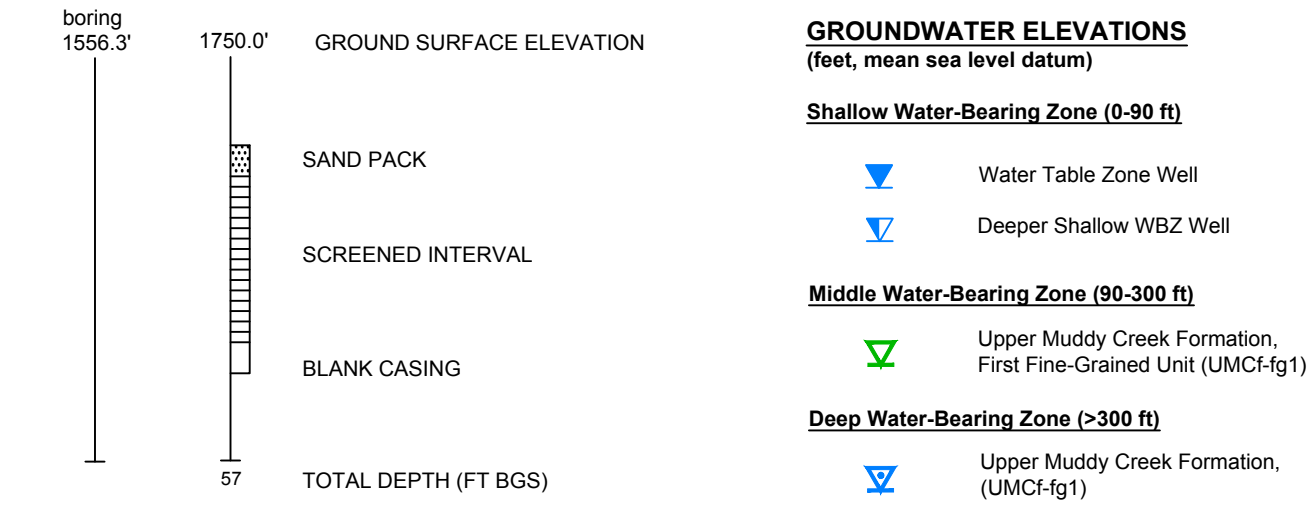 boring
1556.3'
1750.0'
GROUND SURFACE ELEVATION
SAND PACK
SCREENED INTERVAL
BLANK CASING
57
TOTAL DEPTH (FT BGS)
GROUNDWATER ELEVATIONS
(feet, mean sea level datum)
Shallow Water-Bearing Zone (0-90 ft)
Water Table Zone Well
Deeper Shallow WBZ Well
Middle Water-Bearing Zone (90-300 ft)
Upper Muddy Creek Formation,
First Fine-Grained Unit (UMCf-fg1)
Deep Water-Bearing Zone (>300 ft)
Upper Muddy Creek Formation,
(UMCf-fg1)